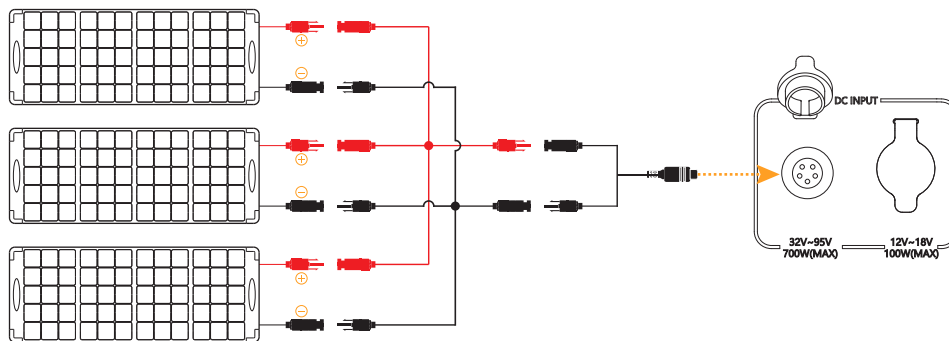 +
−
+
−
+
−
DC INPUT
32V~95V
700W(MAX)
12V~18V
100W(MAX)